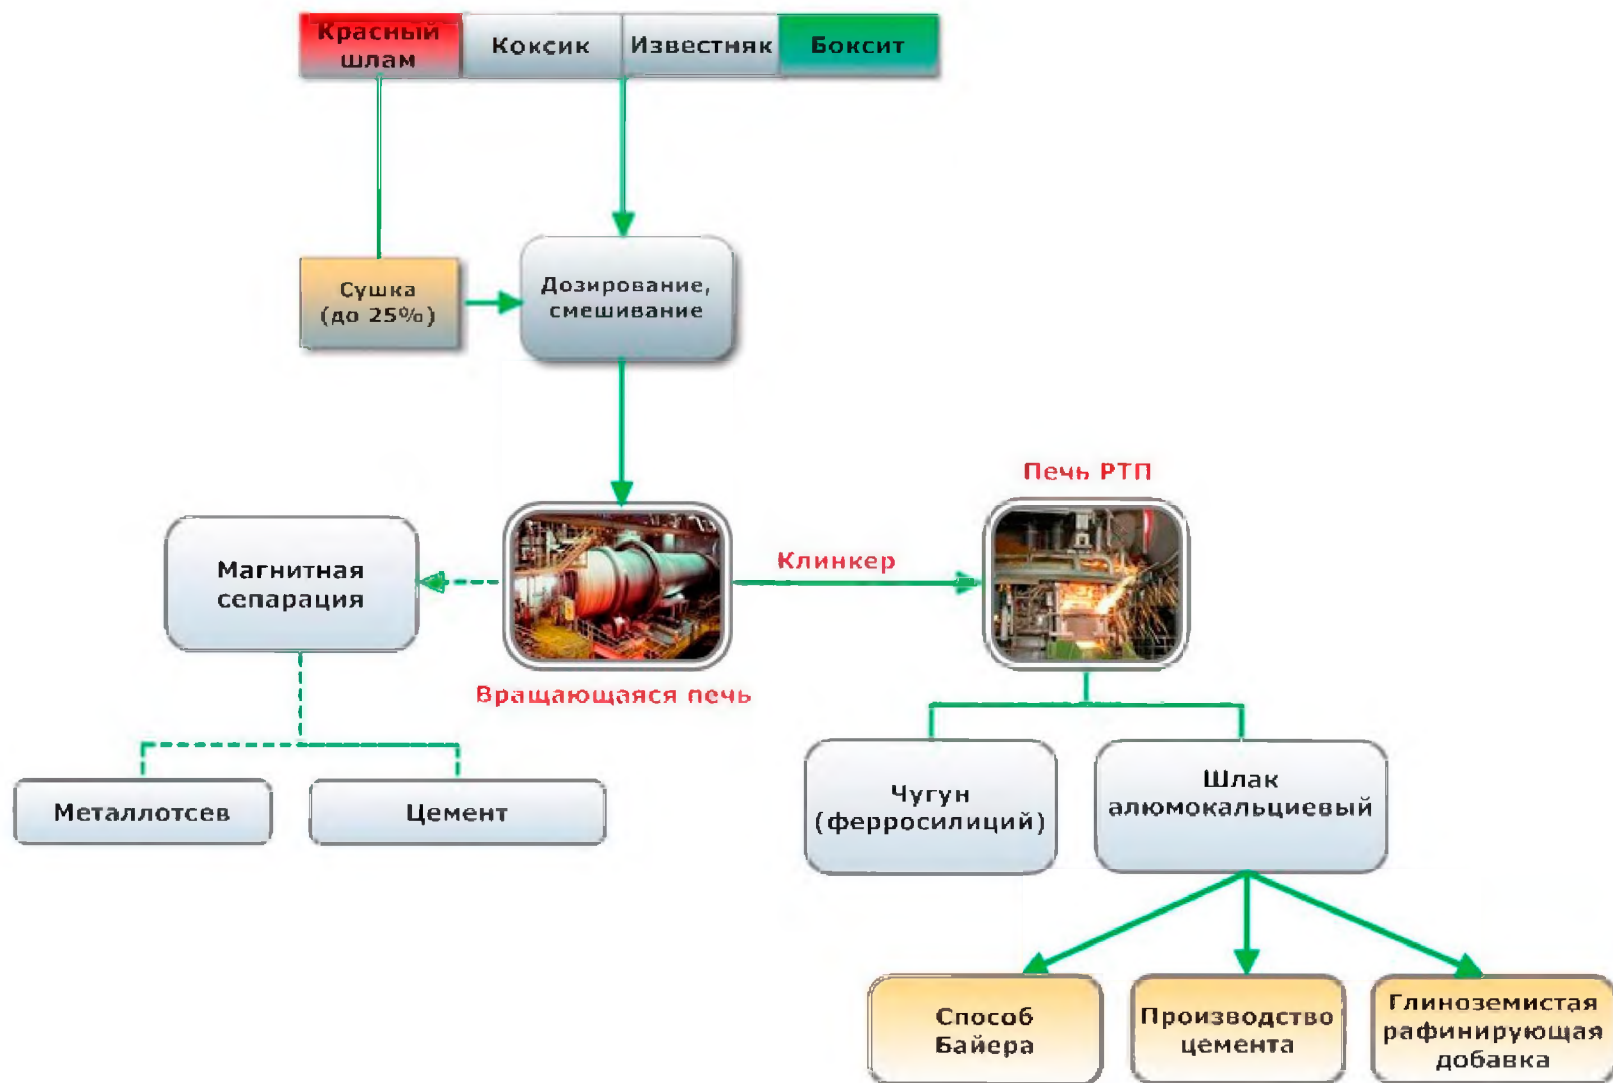 Красный
шлам
Коксик
Известняк
Боксит
Сушка
(до 25%)
Дозирование,
смешивание
Печь РТП
Магнитная
сепарация
Клинкер
Вращающаяся печь
Металлотсев
Цемент
Чугун
(ферросилиций)
Шлак
алюмокальциевый
Способ
Байера
Производство
цемента
Глиноземистая
рафинирующая
добавка